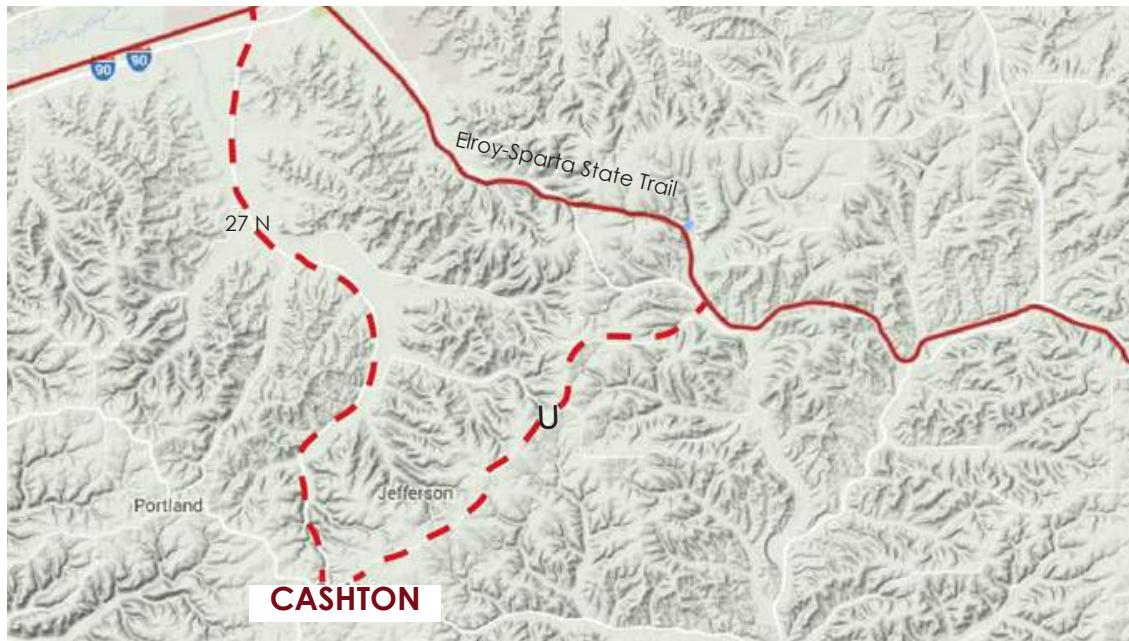 90
90
Elroy-Sparta State Trail
27 N
U
Jefferson
Portland
CASHTON